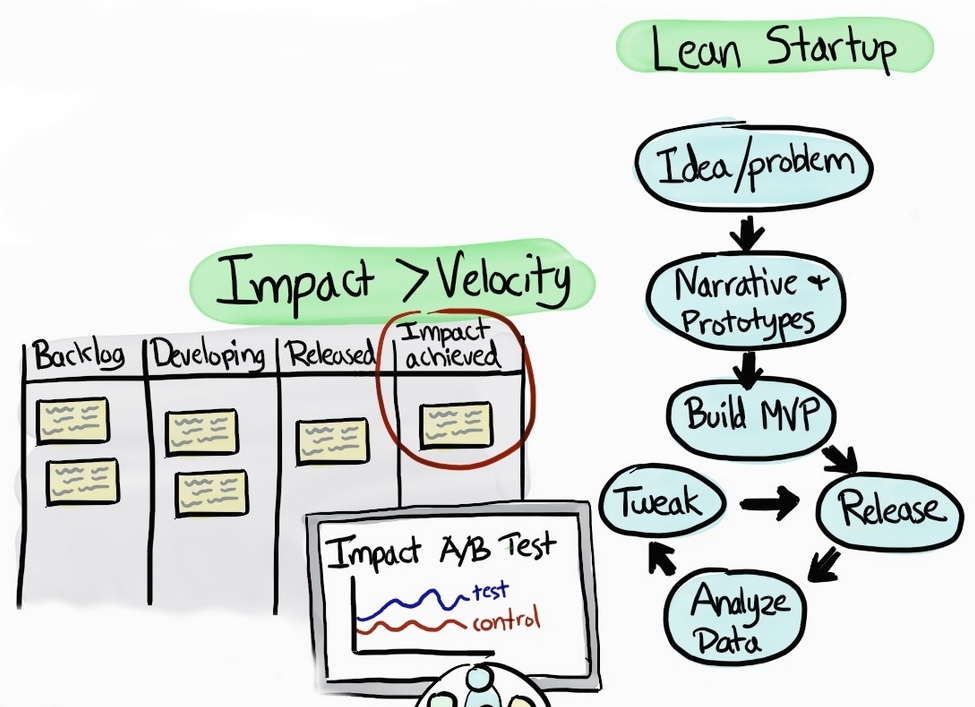 Lean Startup
Idea/problem
Narrative +
Prototypes
Build MVP
Release
Analyze
Data
Tweak
Impact > Velocity
Backlog
Developing
Released
Impact
achieved
Impact A/B Test
test
control